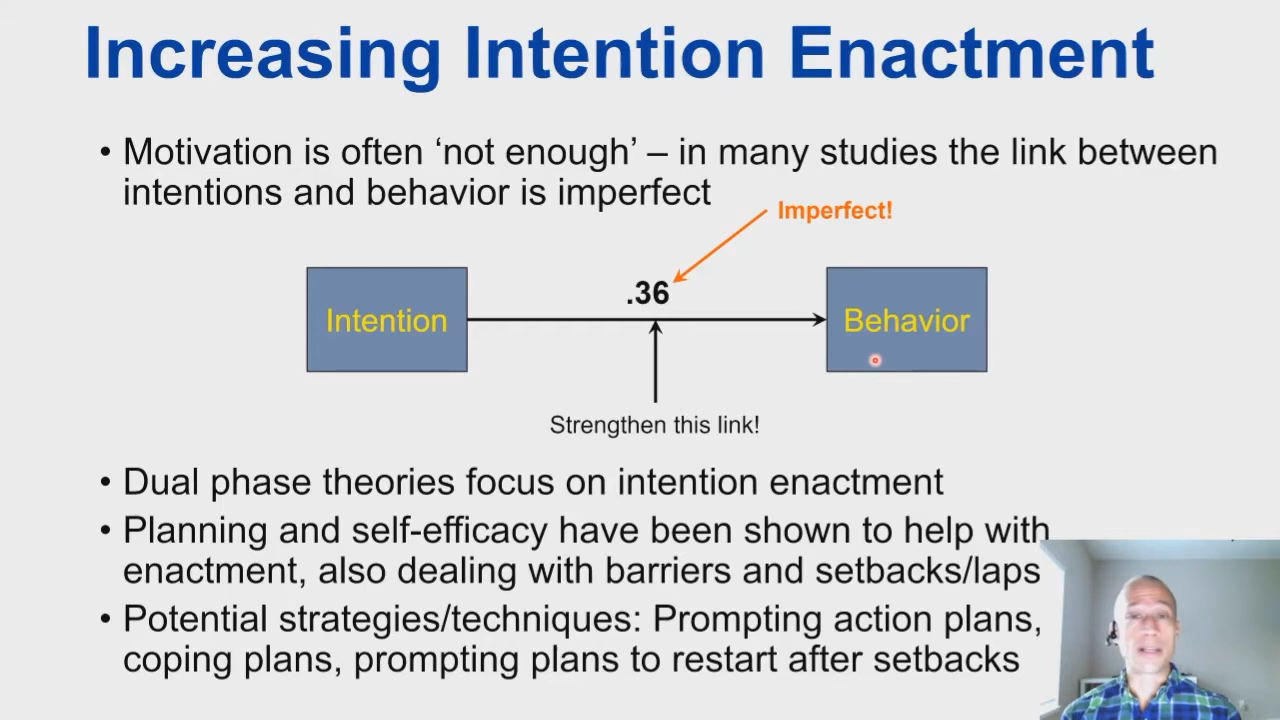 Increasing Intention Enactment
• Motivation is often ‘not enough’ – in many studies the link between
intentions and behavior is imperfect
Imperfect!
.36
Intention
Behavior
Strengthen this link!
• Dual phase theories focus on intention enactment
• Planning and self-efficacy have been shown to help with
enactment, also dealing with barriers and setbacks/laps
• Potential strategies/techniques: Prompting action plans,
coping plans, prompting plans to restart after setbacks